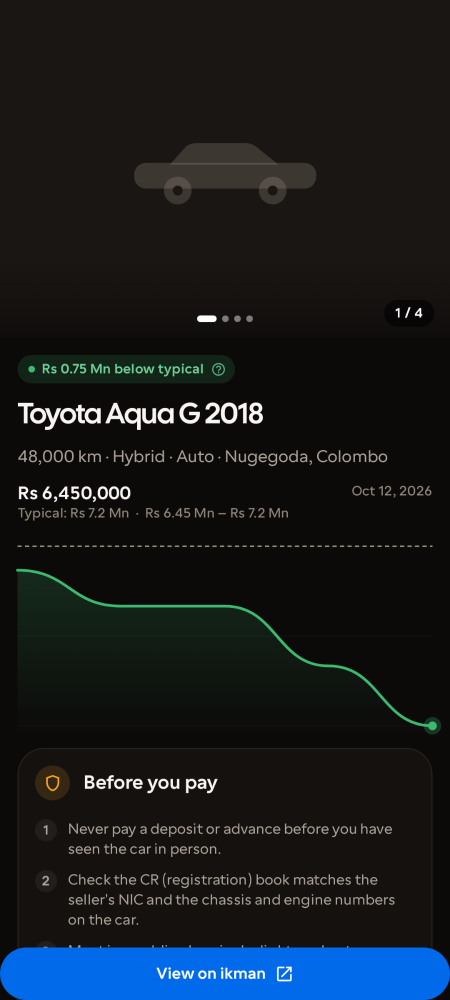 1 / 4
Rs 0.75 Mn below typical
Toyota Aqua G 2018
48,000 km · Hybrid · Auto · Nugegoda, Colombo
Rs 6,450,000
Oct 12, 2026
Typical: Rs 7.2 Mn · Rs 6.45 Mn – Rs 7.2 Mn
Before you pay
1 Never pay a deposit or advance before you have
seen the car in person.
2 Check the CR (registration) book matches the
seller's NIC and the chassis and engine numbers
on the car.
View on ikman